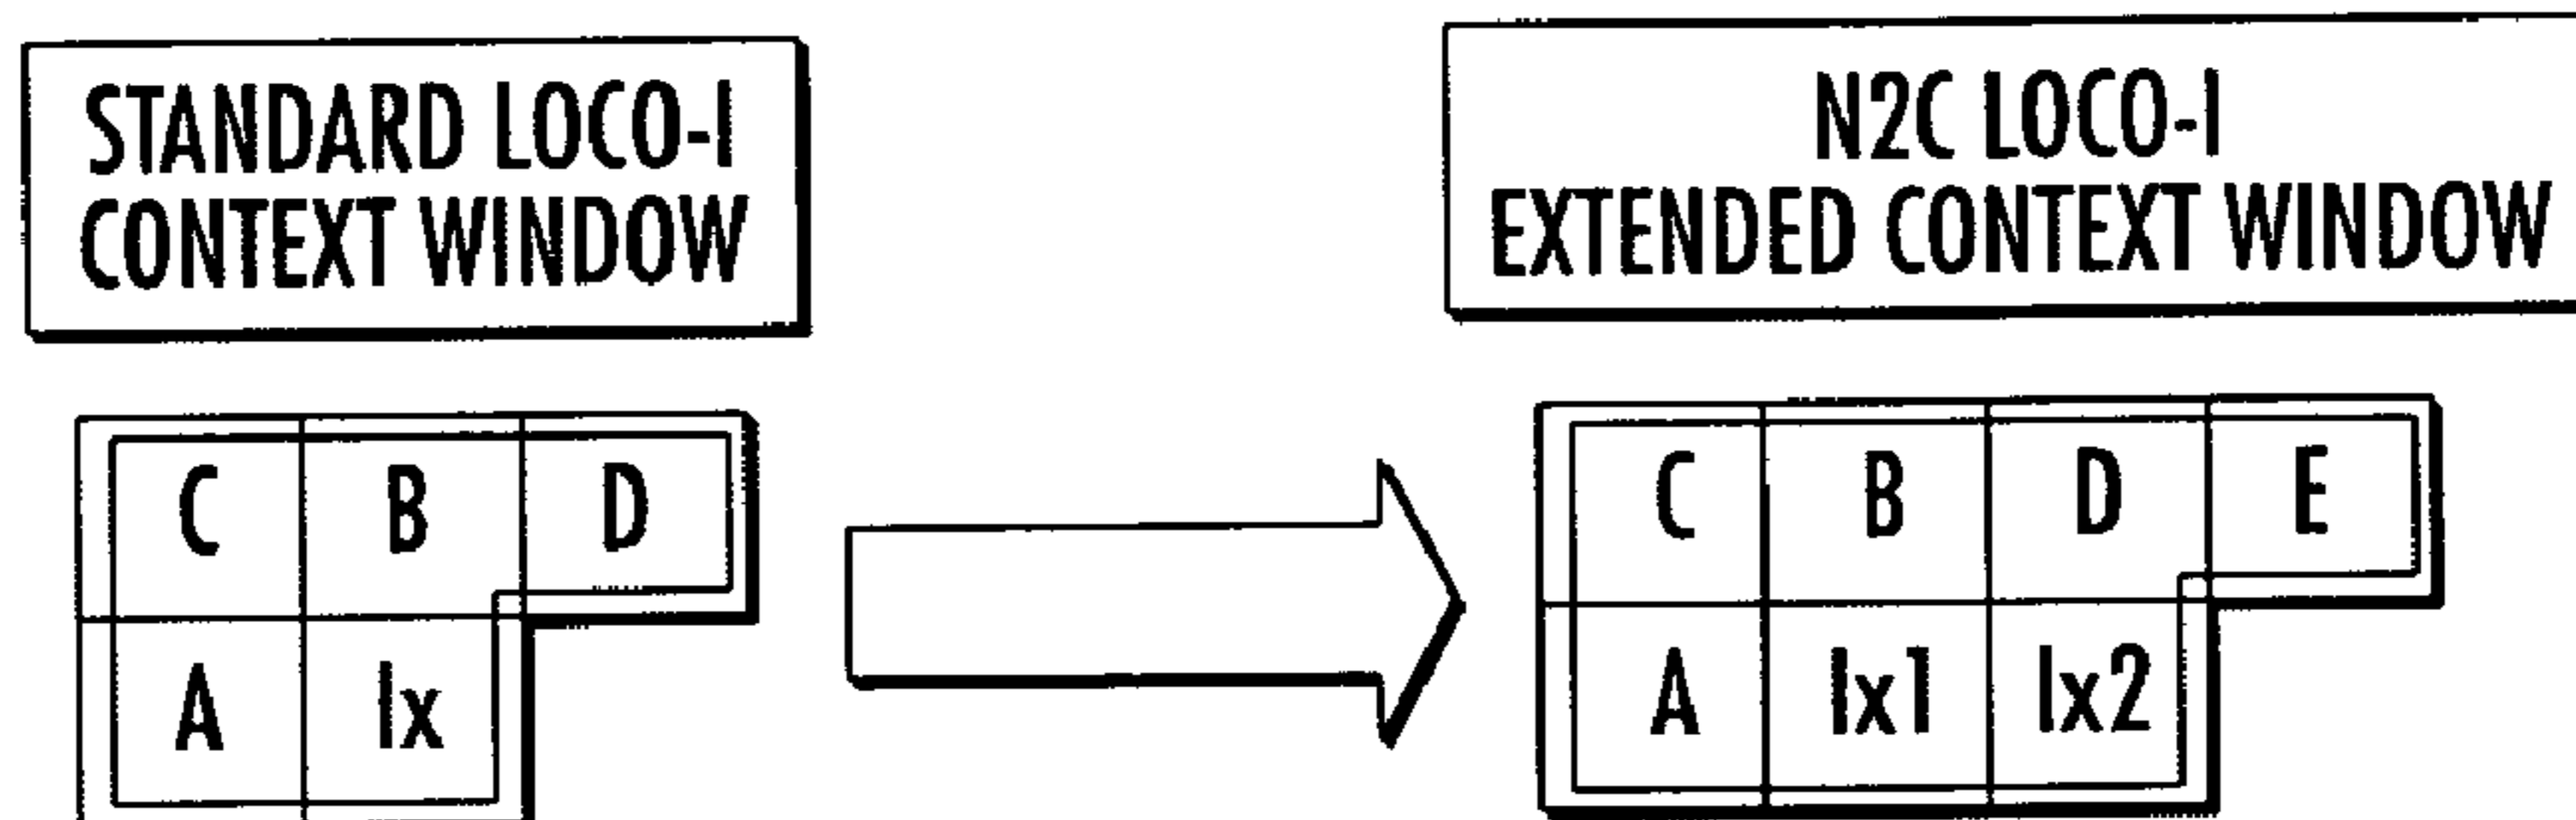 STANDARD LOCO-I
CONTEXT WINDOW
N2C LOCO-I
EXTENDED CONTEXT WINDOW
C B D
A Ix
C B D E
A Ix1 Ix2